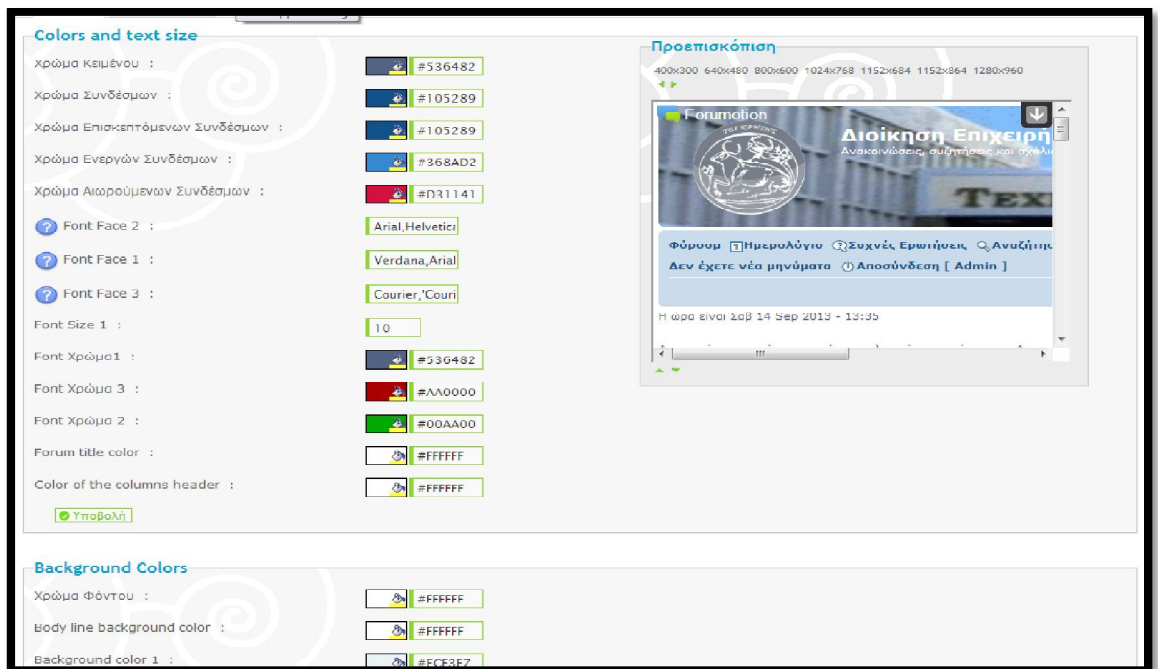 Colors and text size
Χρώμα Κειμένου :
#536482
Χρώμα Συνδέσμων :
#105289
Χρώμα Επισκεπτόμενων Συνδέσμων :
#105289
Χρώμα Ενεργών Συνδέσμων :
#368AD2
Χρώμα Αιωρούμενων Συνδέσμων :
#D31141
? Font Face 2 :
Arial,Helvetica
? Font Face 1 :
Verdana,Arial
? Font Face 3 :
Courier,'Couri
Font Size 1 :
10
Font Χρώμα1 :
#536482
Font Χρώμα 3 :
#AA0000
Font Χρώμα 2 :
#00AA00
Forum title color :
#FFFFFF
Color of the columns header :
#FFFFFF
Υποβολή
Προεπισκόπιση
400x300 640x480 800x600 1024x768 1152x684 1152x864 1280x960
Forumotion
Διοίκηση Επιχειρή
Ανακοινώσεις, συζητήσεις και σχόλι
ΤΕΧΝ
Φόρουμ Ημερολόγιο Συχνές Ερωτήσεις Αναζήτησ
Δεν έχετε νέα μηνύματα Αποσύνδεση [ Admin ]
Η ώρα είναι Σαβ 14 Sep 2013 - 13:35
Background Colors
Χρώμα Φόντου :
#FFFFFF
Body line background color :
#FFFFFF
Background color 1 :
#ECF3F7